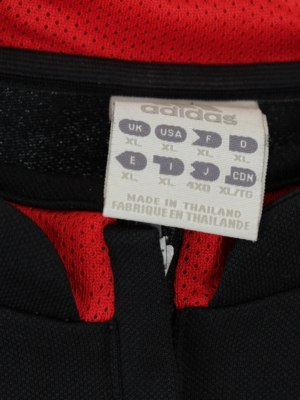 adidas
UK USA F D
XL XL XL XL
E I J CDN
XL XL 4XO XL/TG
MADE IN THAILAND
FABRIQUE EN THAILANDE